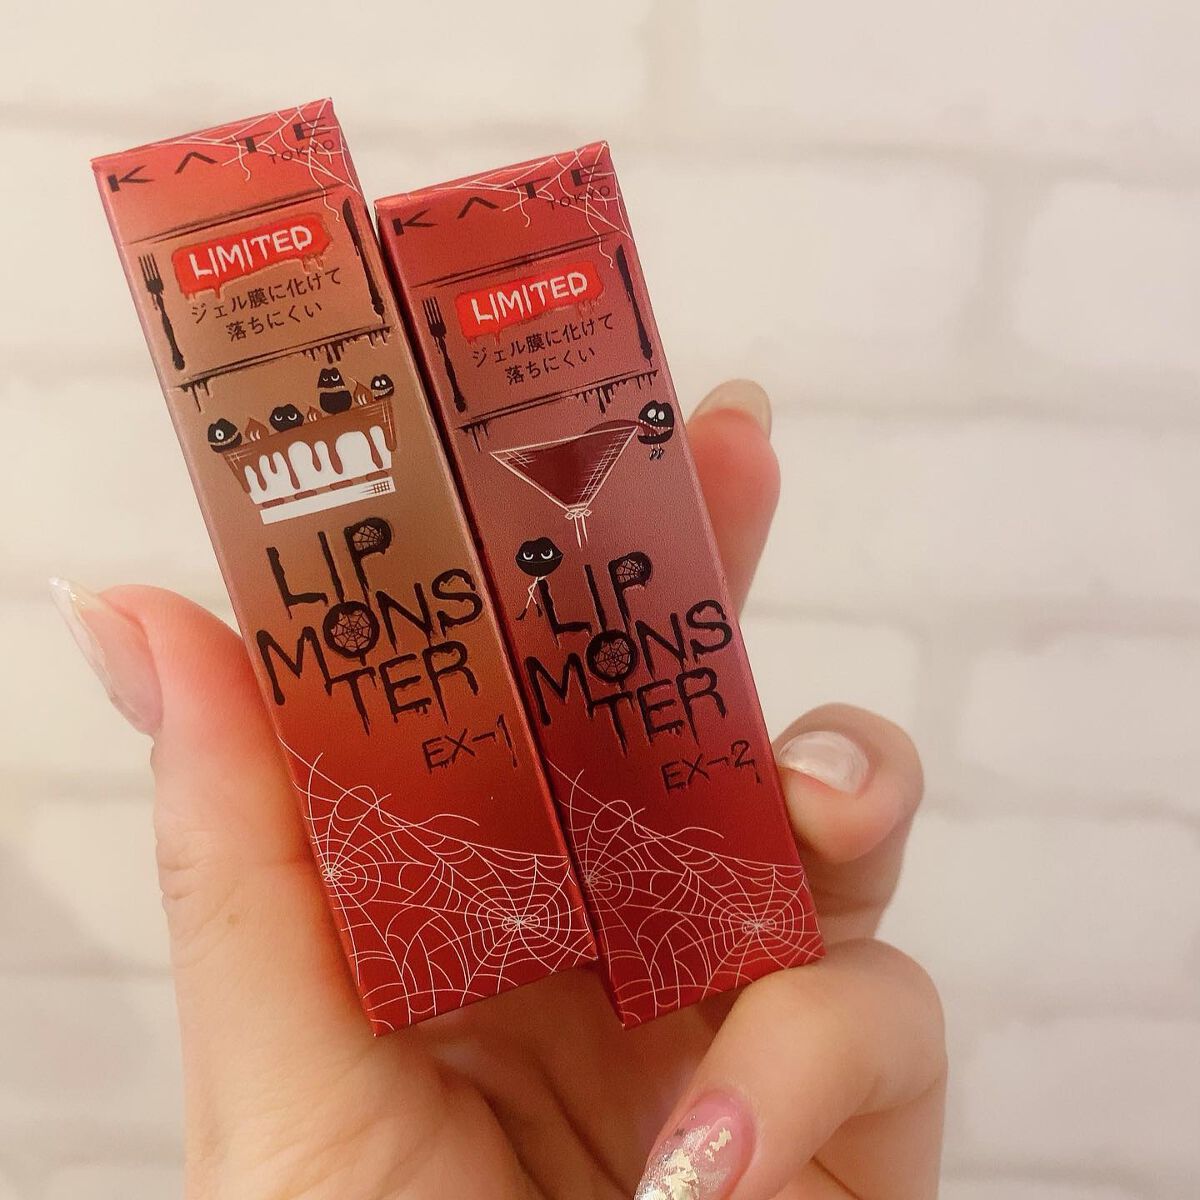 KATE
TOKYO
LIMITED
ジェル膜に化けて
落ちにくい
LIP
MONS
TER
EX-1
KATE
TOKYO
LIMITED
ジェル膜に化けて
落ちにくい
LIP
MONS
TER
EX-2